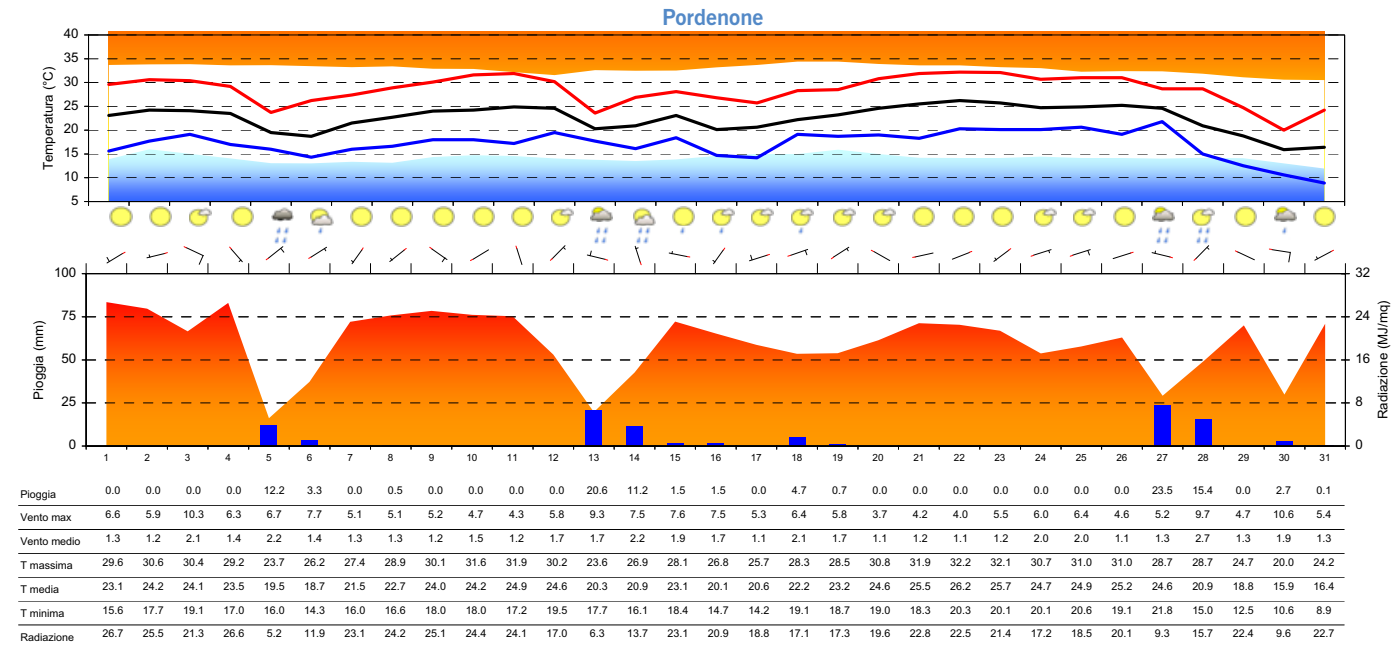 Pordenone
40
35
30
25
20
15
10
5
Temperatura (°C)
100
75
50
25
0
Pioggia (mm)
32
24
16
8
0
Radiazione (MJ/mq)
1 2 3 4 5 6 7 8 9 10 11 12 13 14 15 16 17 18 19 20 21 22 23 24 25 26 27 28 29 30 31
Pioggia 0.0 0.0 0.0 0.0 12.2 3.3 0.0 0.5 0.0 0.0 0.0 0.0 20.6 11.2 1.5 1.5 0.0 4.7 0.7 0.0 0.0 0.0 0.0 0.0 0.0 0.0 23.5 15.4 0.0 2.7 0.1
Vento max 6.6 5.9 10.3 6.3 6.7 7.7 5.1 5.1 5.2 4.7 4.3 5.8 9.3 7.5 7.6 7.5 5.3 6.4 5.8 3.7 4.2 4.0 5.5 6.0 6.4 4.6 5.2 9.7 4.7 10.6 5.4
Vento medio 1.3 1.2 2.1 1.4 2.2 1.4 1.3 1.3 1.2 1.5 1.2 1.7 1.7 2.2 1.9 1.7 1.1 2.1 1.7 1.1 1.2 1.1 1.2 2.0 2.0 1.1 1.3 2.7 1.3 1.9 1.3
T massima 29.6 30.6 30.4 29.2 23.7 26.2 27.4 28.9 30.1 31.6 31.9 30.2 23.6 26.9 28.1 26.8 25.7 28.3 28.5 30.8 31.9 32.2 32.1 30.7 31.0 31.0 28.7 28.7 24.7 20.0 24.2
T media 23.1 24.2 24.1 23.5 19.5 18.7 21.5 22.7 24.0 24.2 24.9 24.6 20.3 20.9 23.1 20.1 20.6 22.2 23.2 24.6 25.5 26.2 25.7 24.7 24.9 25.2 24.6 20.9 18.8 15.9 16.4
T minima 15.6 17.7 19.1 17.0 16.0 14.3 16.0 16.6 18.0 18.0 17.2 19.5 17.7 16.1 18.4 14.7 14.2 19.1 18.7 19.0 18.3 20.3 20.1 20.1 20.6 19.1 21.8 15.0 12.5 10.6 8.9
Radiazione 26.7 25.5 21.3 26.6 5.2 11.9 23.1 24.2 25.1 24.4 24.1 17.0 6.3 13.7 23.1 20.9 18.8 17.1 17.3 19.6 22.8 22.5 21.4 17.2 18.5 20.1 9.3 15.7 22.4 9.6 22.7